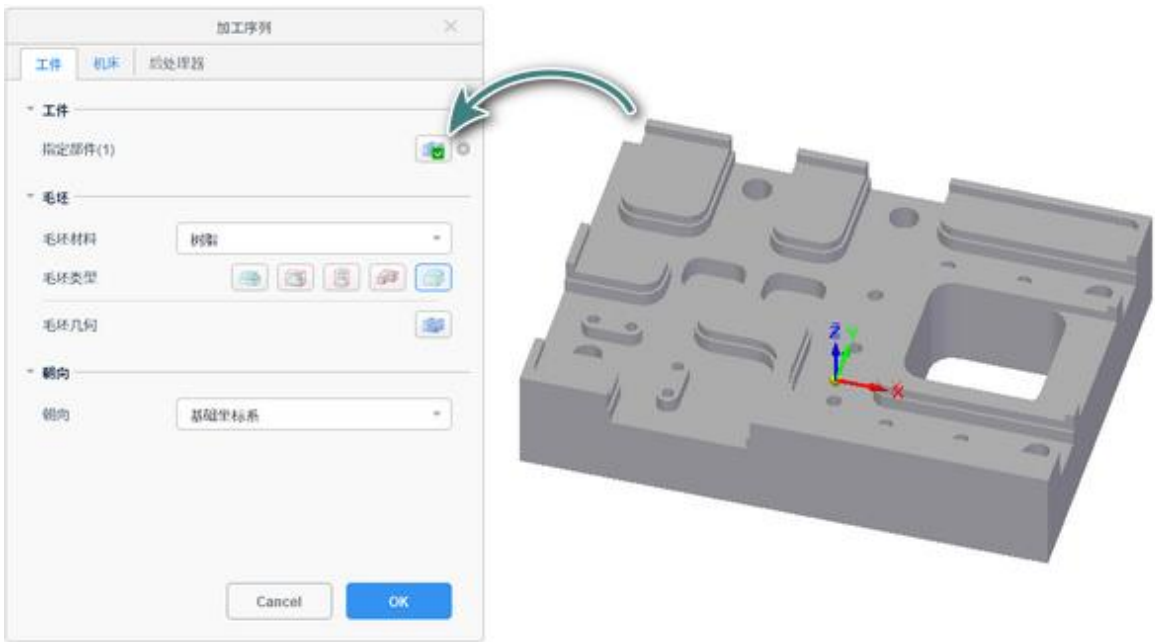 加工序列
工件 机床 后处理器
工件
指定部件(1)
毛坯
毛坯材料 树脂
毛坯类型
毛坯几何
朝向
朝向 基础坐标系
Cancel OK
Z Y
X